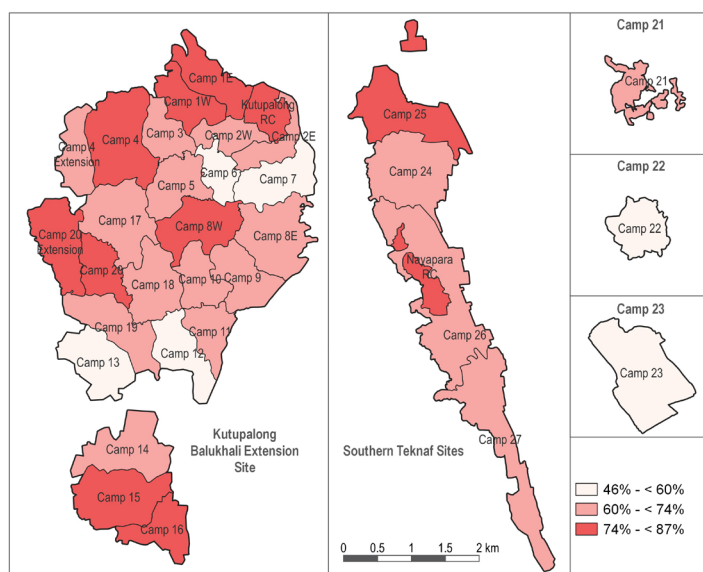 Camp 1E
Camp 1W
Kutupalong
RC
Camp 3
Camp 2W
Camp 2E
Camp 4
Camp 4
Extension
Camp 6
Camp 7
Camp 5
Camp 17
Camp 8W
Camp 8E
Camp 20
Extension
Camp 20
Camp 18
Camp 10
Camp 9
Camp 19
Camp 11
Camp 12
Camp 13
Camp 14
Camp 15
Camp 16
Kutupalong
Balukhali Extension
Site
Camp 25
Camp 24
Nayapara
RC
Camp 26
Camp 27
Southern Teknaf Sites
0 0.5 1 1.5 2 km
Camp 21
Camp 21
Camp 22
Camp 22
Camp 23
Camp 23
46% - < 60%
60% - < 74%
74% - < 87%